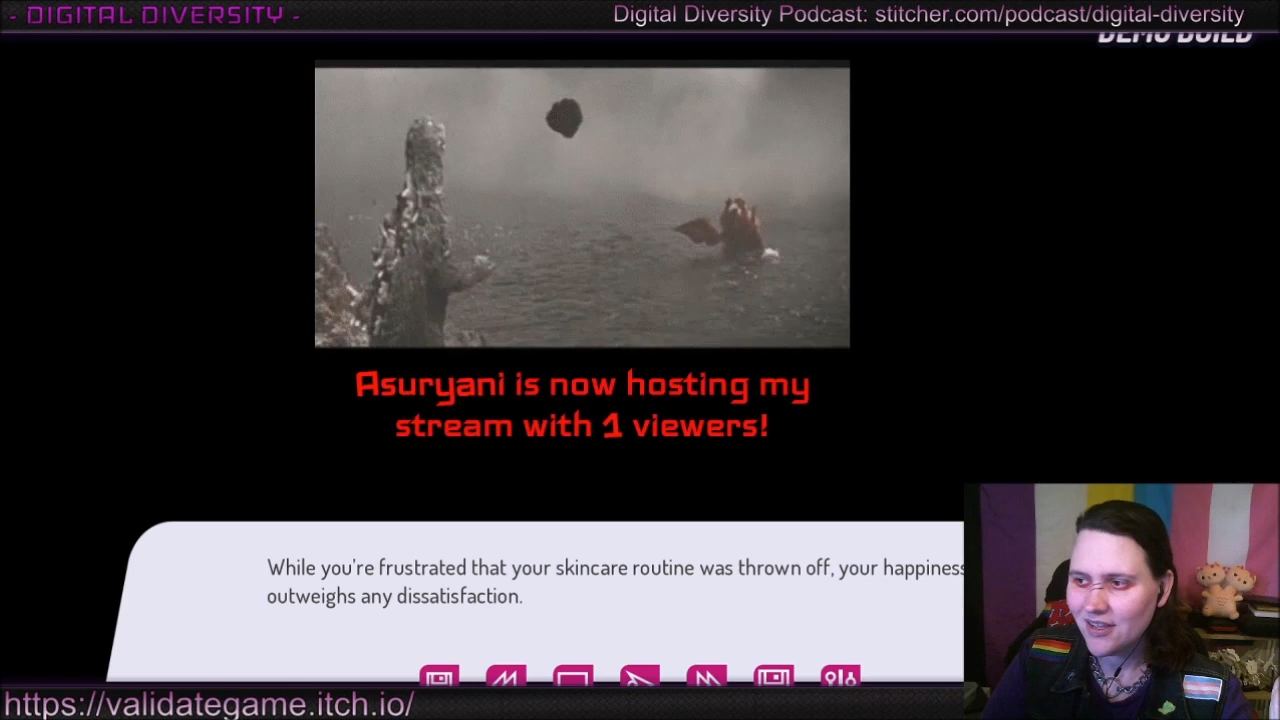 - DIGITAL DIVERSITY -
Digital Diversity Podcast: stitcher.com/podcast/digital-diversity
DEMO BUILD
Asuryani is now hosting my
stream with 1 viewers!
While you're frustrated that your skincare routine was thrown off, your happiness
outweighs any dissatisfaction.
https://validategame.itch.io/